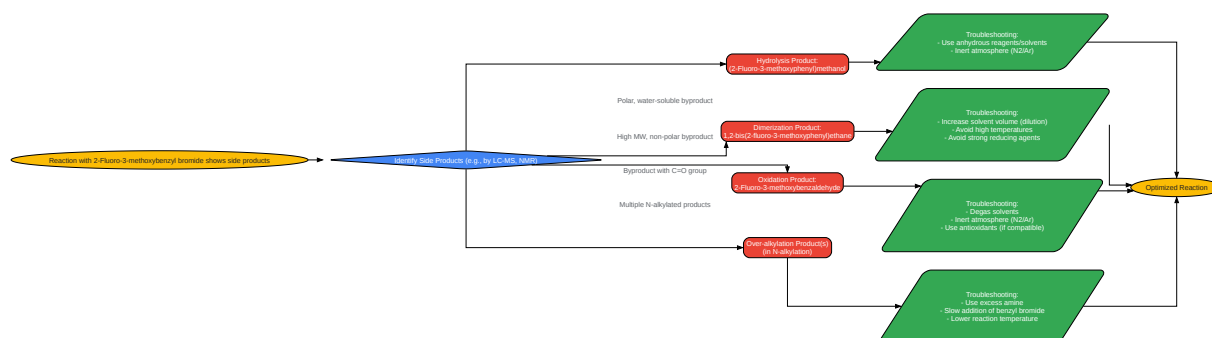 Reaction with 2-Fluoro-3-methoxybenzyl bromide shows side products
Identify Side Products (e.g., by LC-MS, NMR)
Polar, water-soluble byproduct
High MW, non-polar byproduct
Byproduct with C=O group
Multiple N-alkylated products
Hydrolysis Product:
(2-Fluoro-3-methoxyphenyl)methanol
Dimerization Product:
1,2-bis(2-fluoro-3-methoxyphenyl)ethane
Oxidation Product:
2-Fluoro-3-methoxybenzaldehyde
Over-alkylation Product(s)
(in N-alkylation)
Troubleshooting:
- Use anhydrous reagents/solvents
- Inert atmosphere (N2/Ar)
Troubleshooting:
- Increase solvent volume (dilution)
- Avoid high temperatures
- Avoid strong reducing agents
Troubleshooting:
- Degas solvents
- Inert atmosphere (N2/Ar)
- Use antioxidants (if compatible)
Troubleshooting:
- Use excess amine
- Slow addition of benzyl bromide
- Lower reaction temperature
Optimized Reaction